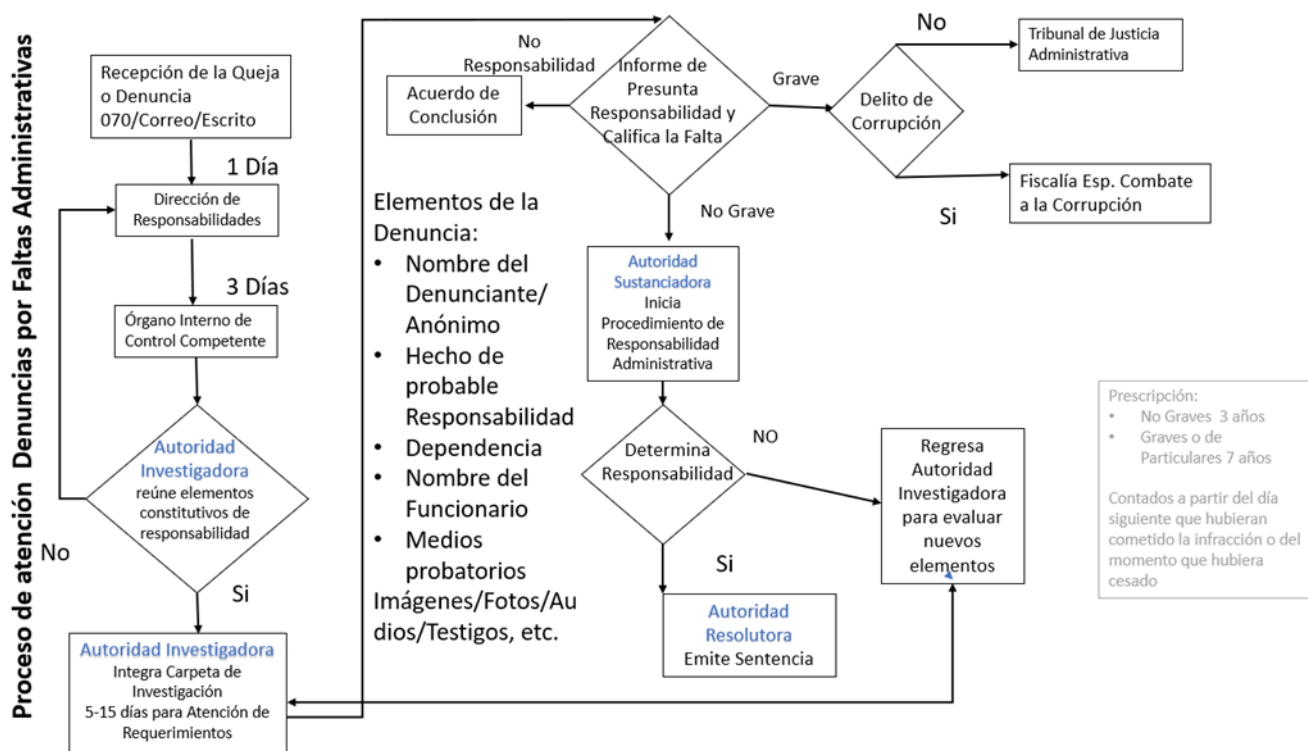 Proceso de atención Denuncias por Faltas Administrativas
Recepción de la Queja
o Denuncia
070/Correo/Escrito
1 Día
Dirección de
Responsabilidades
3 Días
Órgano Interno de
Control Competente
Autoridad
Investigadora
reúne elementos
constitutivos de
responsabilidad
No
Si
Autoridad Investigadora
Integra Carpeta de
Investigación
5-15 días para Atención de
Requerimientos
No
Responsabilidad
Acuerdo de
Conclusión
Informe de
Presunta
Responsabilidad y
Califica la Falta
Grave
Delito de
Corrupción
No
Tribunal de Justicia
Administrativa
Si
Fiscalía Esp. Combate
a la Corrupción
Elementos de la
Denuncia:
• Nombre del
Denunciante/
Anónimo
• Hecho de
probable
Responsabilidad
• Dependencia
• Nombre del
Funcionario
• Medios
probatorios
Imágenes/Fotos/Au
dios/Testigos, etc.
No Grave
Autoridad
Sustanciadora
Inicia
Procedimiento de
Responsabilidad
Administrativa
Determina
Responsabilidad
NO
Si
Autoridad
Resolutora
Emite Sentencia
Regresa
Autoridad
Investigadora
para evaluar
nuevos
elementos
Prescripción:
• No Graves 3 años
• Graves o de
Particulares 7 años
Contados a partir del día
siguiente que hubieran
cometido la infracción o del
momento que hubiera
cesado